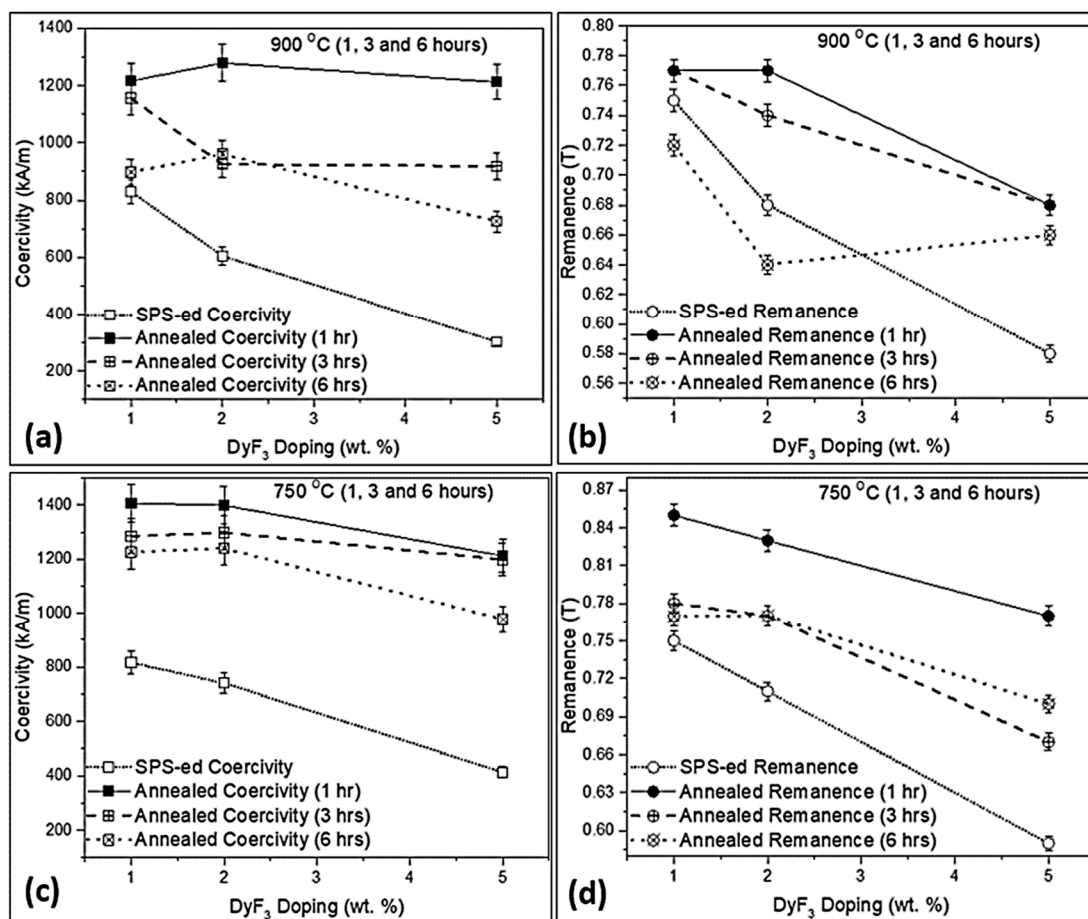 900 °C (1, 3 and 6 hours)
1400
1200
1000
800
600
400
200
Coercivity (kA/m)
SPS-ed Coercivity
Annealed Coercivity (1 hr)
Annealed Coercivity (3 hrs)
Annealed Coercivity (6 hrs)
(a)
1 2 3 4 5
DyF3 Doping (wt. %)
900 °C (1, 3 and 6 hours)
0.80
0.78
0.76
0.74
0.72
0.70
0.68
0.66
0.64
0.62
0.60
0.58
0.56
Remanence (T)
SPS-ed Remanence
Annealed Remanence (1 hr)
Annealed Remanence (3 hrs)
Annealed Remanence (6 hrs)
(b)
1 2 3 4 5
DyF3 Doping (wt. %)
750 °C (1, 3 and 6 hours)
1400
1200
1000
800
600
400
200
Coercivity (kA/m)
SPS-ed Coercivity
Annealed Coercivity (1 hr)
Annealed Coercivity (3 hrs)
Annealed Coercivity (6 hrs)
(c)
1 2 3 4 5
DyF3 Doping (wt. %)
750 °C (1, 3 and 6 hours)
0.87
0.84
0.81
0.78
0.75
0.72
0.69
0.66
0.63
0.60
Remanence (T)
SPS-ed Remanence
Annealed Remanence (1 hr)
Annealed Remanence (3 hrs)
Annealed Remanence (6 hrs)
(d)
1 2 3 4 5
DyF3 Doping (wt. %)